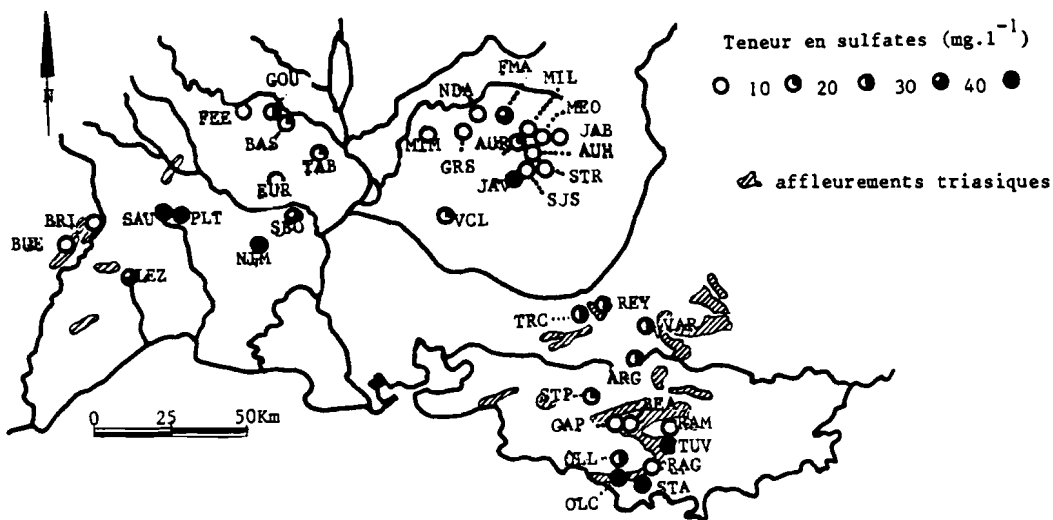 Teneur en sulfates (mg.l⁻¹)
10 20 30 40
affleurements triasiques
N
GOU
FEE
BAS
TAB
EUR
SBO
SAU
PLT
NIM
BRI
BUE
LEZ
FMA
MIL
NDA
MEO
MTM
GRS
AUR
JAB
AUH
STR
JAV
SJS
VCL
REY
TRC
VAR
ARG
STP
BEA
GAP
RAM
TUV
OLL
RAG
OLC
STA
0 25 50Km